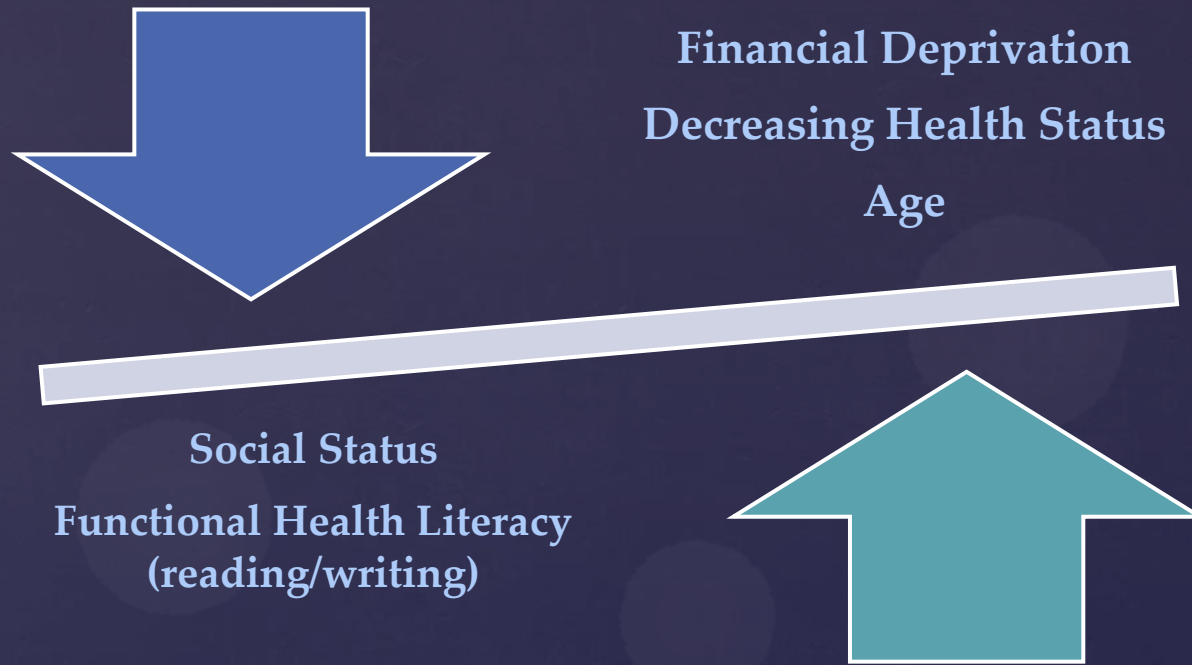 Financial Deprivation
Decreasing Health Status
Age
Social Status
Functional Health Literacy
(reading/writing)